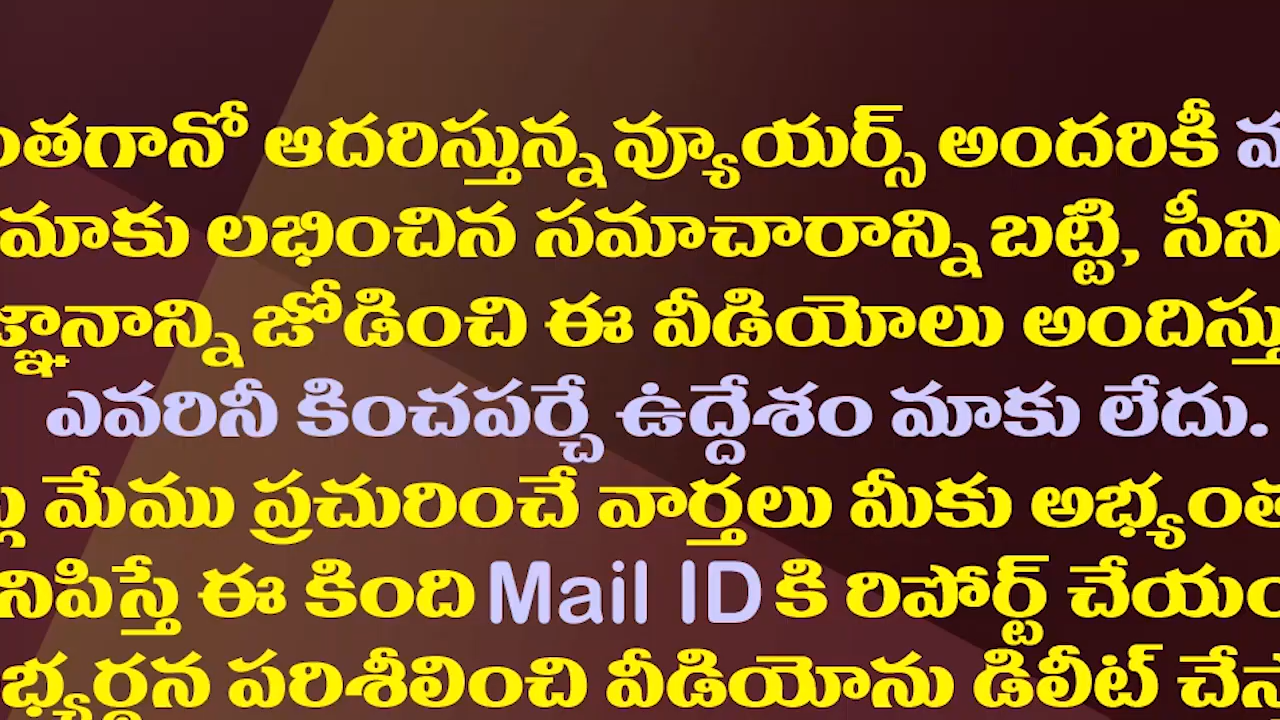 ఆదరిస్తున్న వ్యూయర్స్ అందరికీ
మాకు లభించిన సమాచారాన్ని బట్టి,
జోడించి ఈ వీడియోలు
ఎవరినీ కించపర్చే ఉద్దేశం మాకు లేదు.
మేము ప్రచురించే వార్తలు మీకు
ఈ కింది Mail ID కి రిపోర్ట్
పరిశీలించి వీడియోను డిలీట్